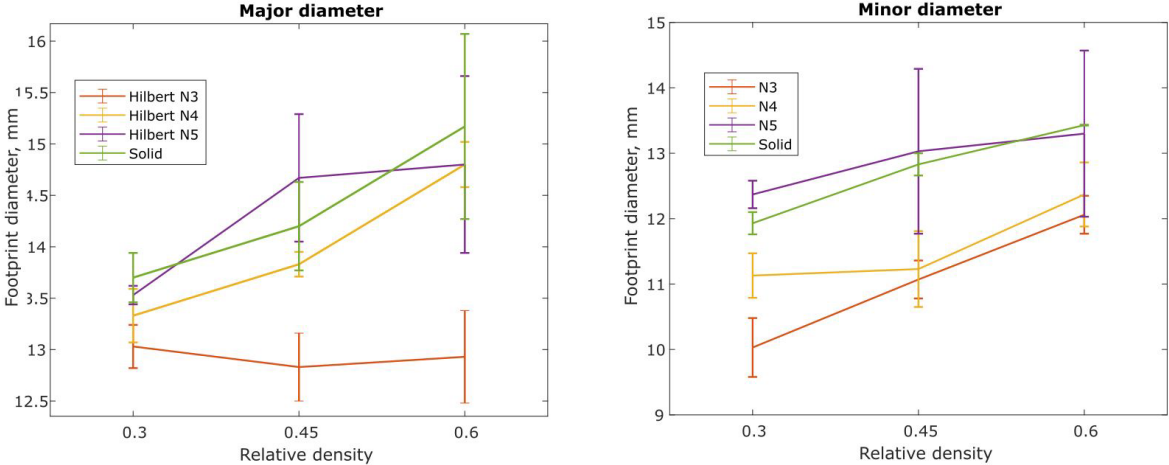 Major diameter
16
15.5
15
14.5
14
13.5
13
12.5
Footprint diameter, mm
Hilbert N3
Hilbert N4
Hilbert N5
Solid
0.3 0.45 0.6
Relative density
Minor diameter
15
14
13
12
11
10
9
Footprint diameter, mm
N3
N4
N5
Solid
0.3 0.45 0.6
Relative density